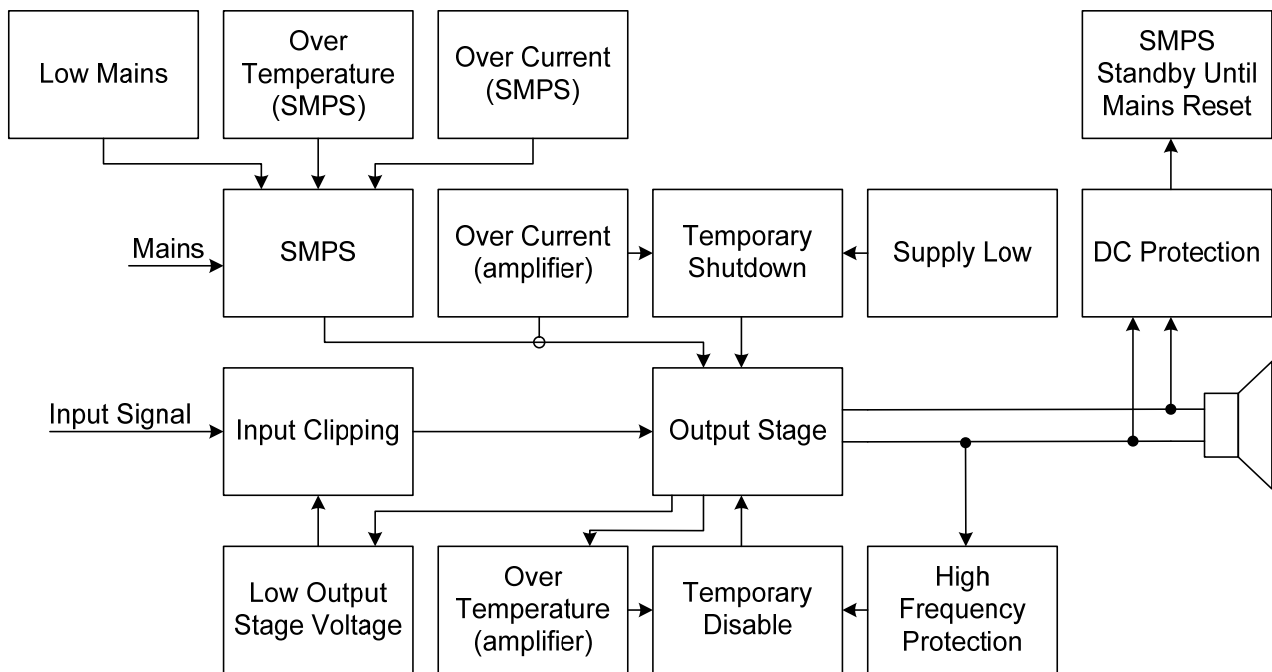 Low Mains
Over
Temperature
(SMPS)
Over Current
(SMPS)
SMPS
Standby Until
Mains Reset
Mains
SMPS
Over Current
(amplifier)
Temporary
Shutdown
Supply Low
DC Protection
Input Signal
Input Clipping
Output Stage
Low Output
Stage Voltage
Over
Temperature
(amplifier)
Temporary
Disable
High
Frequency
Protection